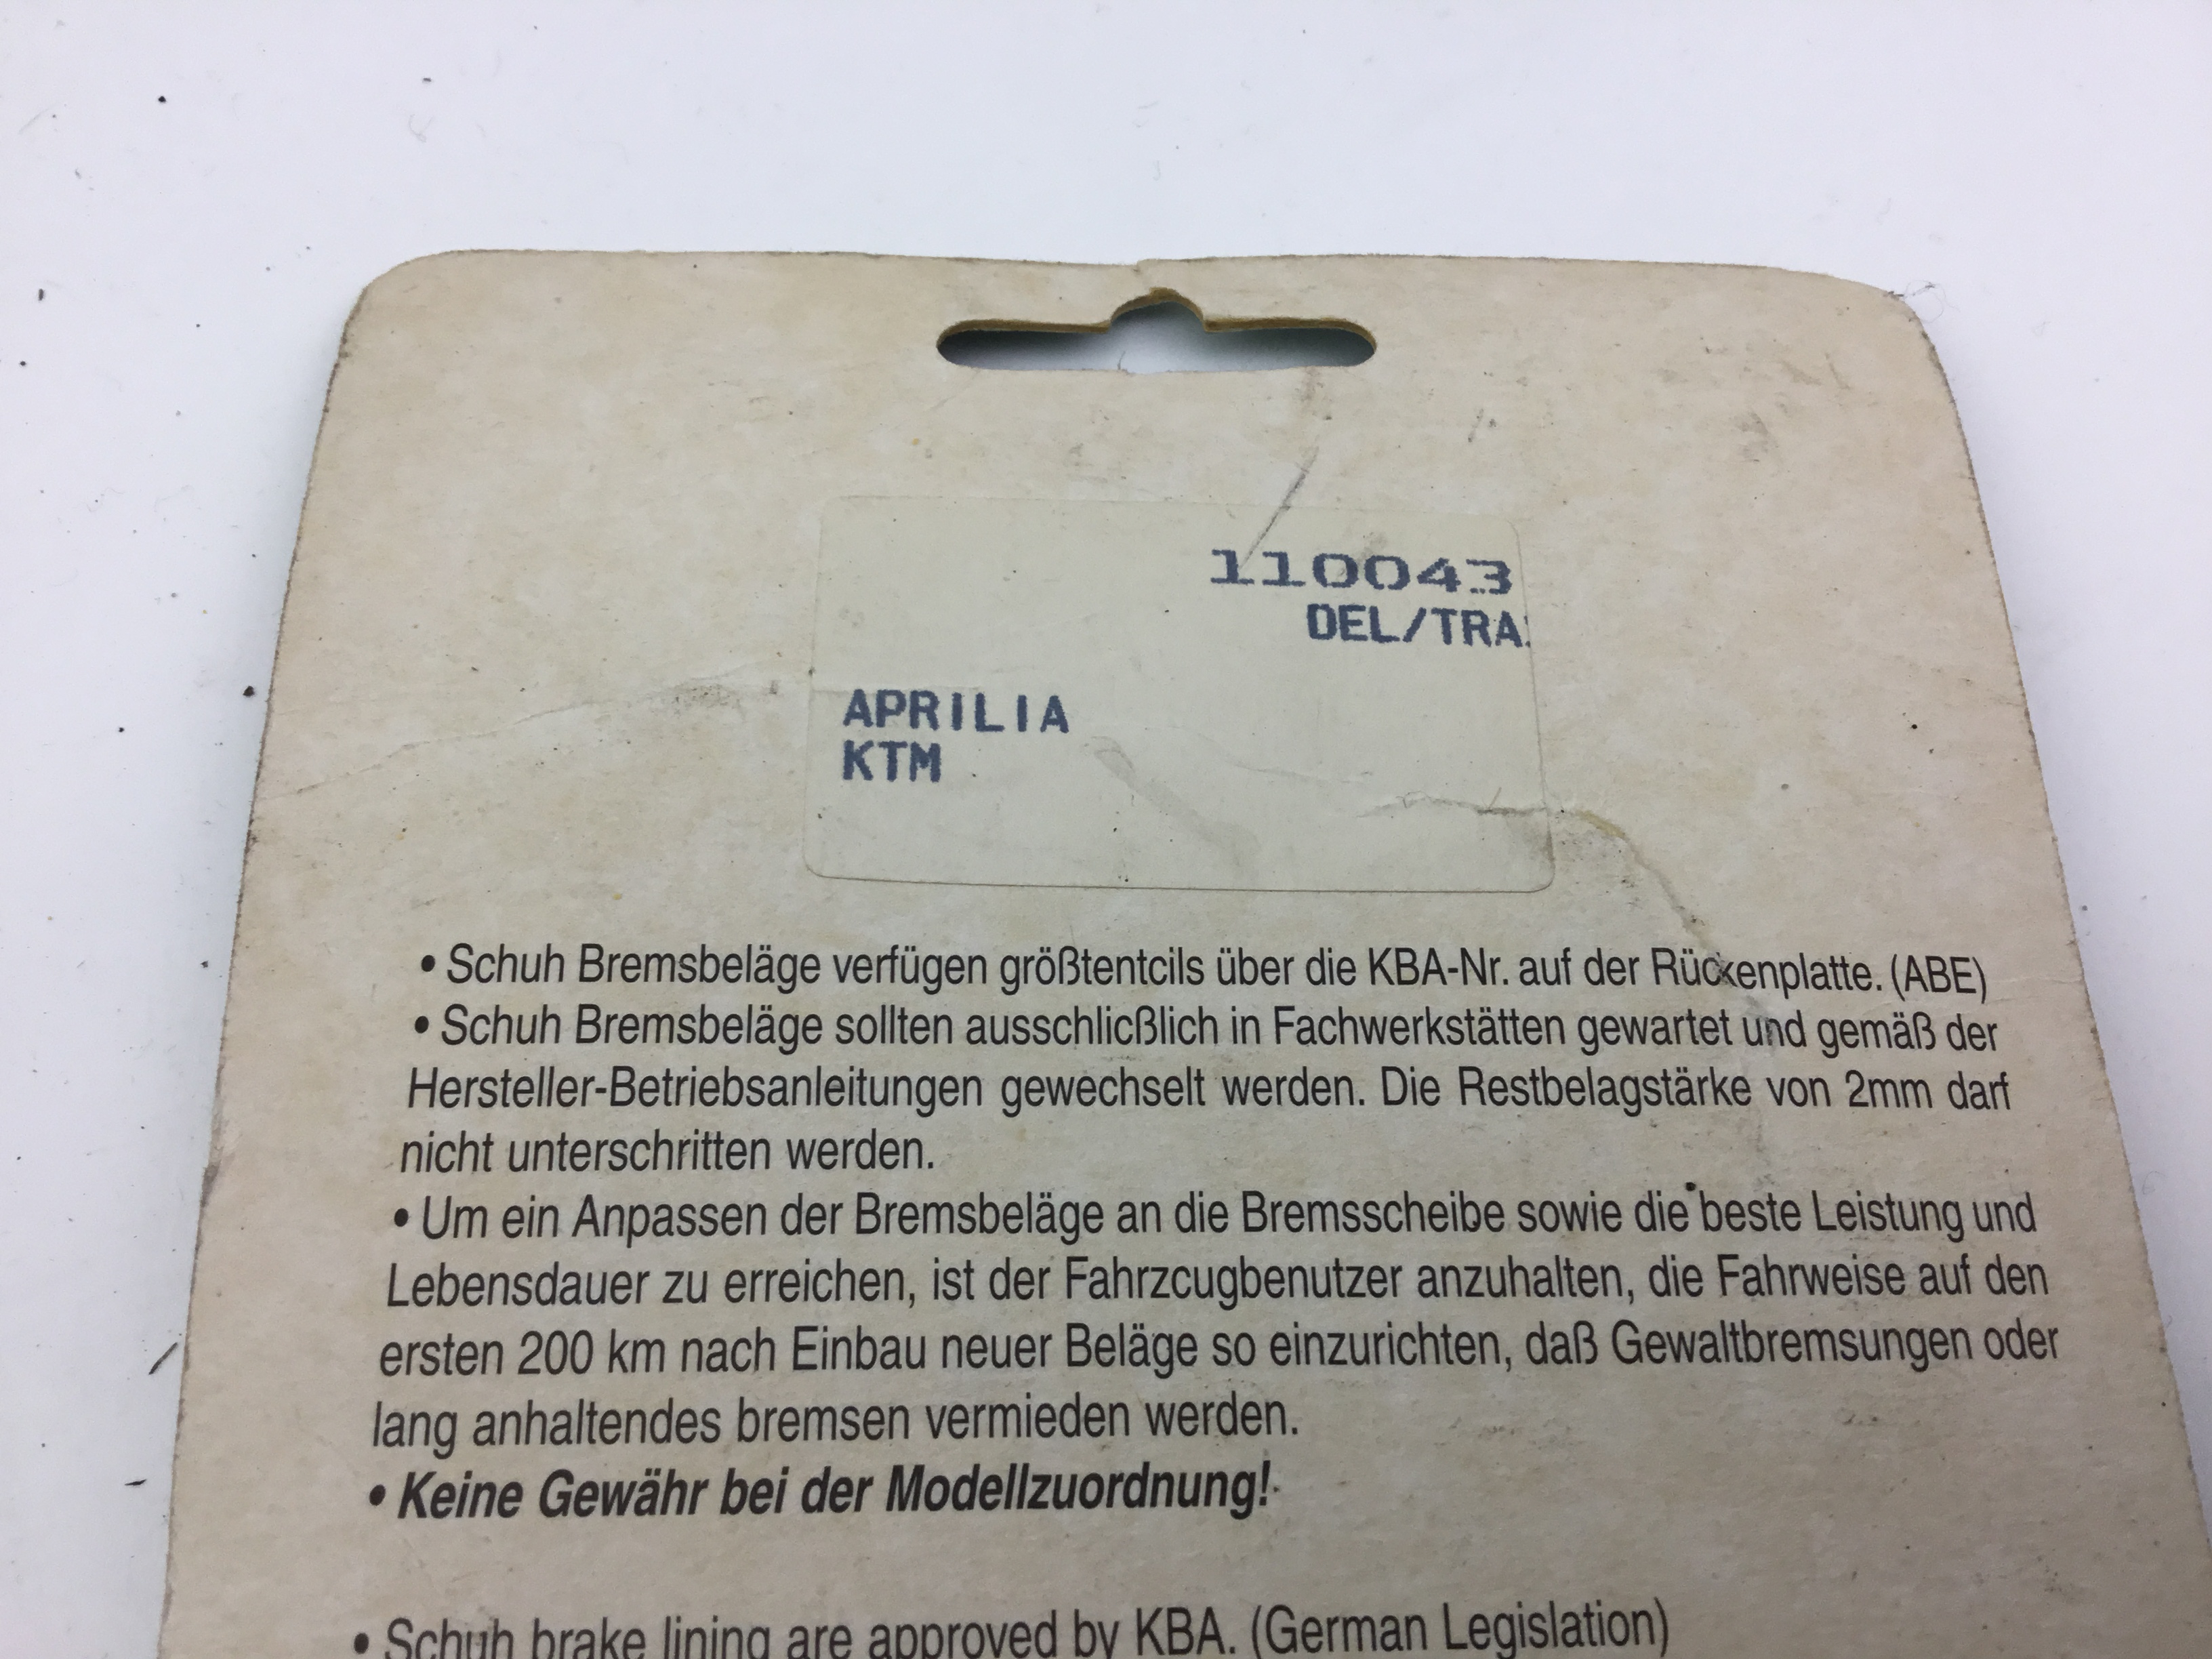 110043
DEL/TRA
APRILIA
KTM
• Schuh Bremsbeläge verfügen größtentcils über die KBA-Nr. auf der Rückenplatte. (ABE)
• Schuh Bremsbeläge sollten ausschlicßlich in Fachwerkstätten gewartet und gemäß der
Hersteller-Betriebsanleitungen gewechselt werden. Die Restbelagstärke von 2mm darf
nicht unterschritten werden.
• Um ein Anpassen der Bremsbeläge an die Bremsscheibe sowie die beste Leistung und
Lebensdauer zu erreichen, ist der Fahrzcugbenutzer anzuhalten, die Fahrweise auf den
ersten 200 km nach Einbau neuer Beläge so einzurichten, daß Gewaltbremsungen oder
lang anhaltendes bremsen vermieden werden.
• Keine Gewähr bei der Modellzuordnung!
• Schuh brake lining are approved by KBA. (German Legislation)